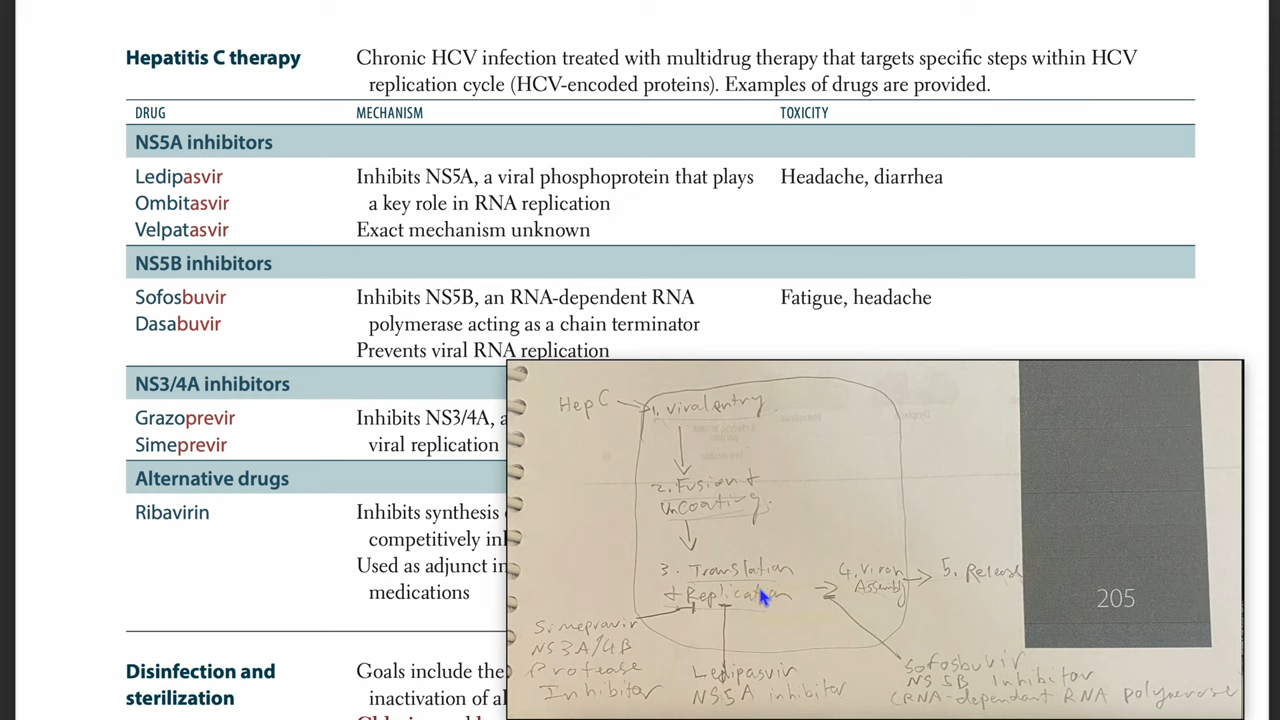 Hepatitis C therapy
Chronic HCV infection treated with multidrug therapy that targets specific steps within HCV
replication cycle (HCV-encoded proteins). Examples of drugs are provided.
DRUG MECHANISM TOXICITY
NS5A inhibitors
Ledipasvir Inhibits NS5A, a viral phosphoprotein that plays Headache, diarrhea
Ombitasvir a key role in RNA replication
Velpatasvir Exact mechanism unknown
NS5B inhibitors
Sofosbuvir Inhibits NS5B, an RNA-dependent RNA Fatigue, headache
Dasabuvir polymerase acting as a chain terminator
Prevents viral RNA replication
NS3/4A inhibitors
Grazoprevir Inhibits NS3/4A, a
Simeprevir viral replication
Alternative drugs
Ribavirin Inhibits synthesis
competitively in
Used as adjunct in
medications
Disinfection and Goals include the
sterilization inactivation of al
Hep C
1. Viral entry
2. Fusion +
Uncoating
3. Translation
+ Replication
4. Viron
Assembly
5. Release
Simepravir
NS3A/4B
Protease
Inhibitor
Ledipasvir
NS5A inhibitor
Sofosbuvir
NS5B Inhibitor
(RNA-dependent RNA polymerase
205